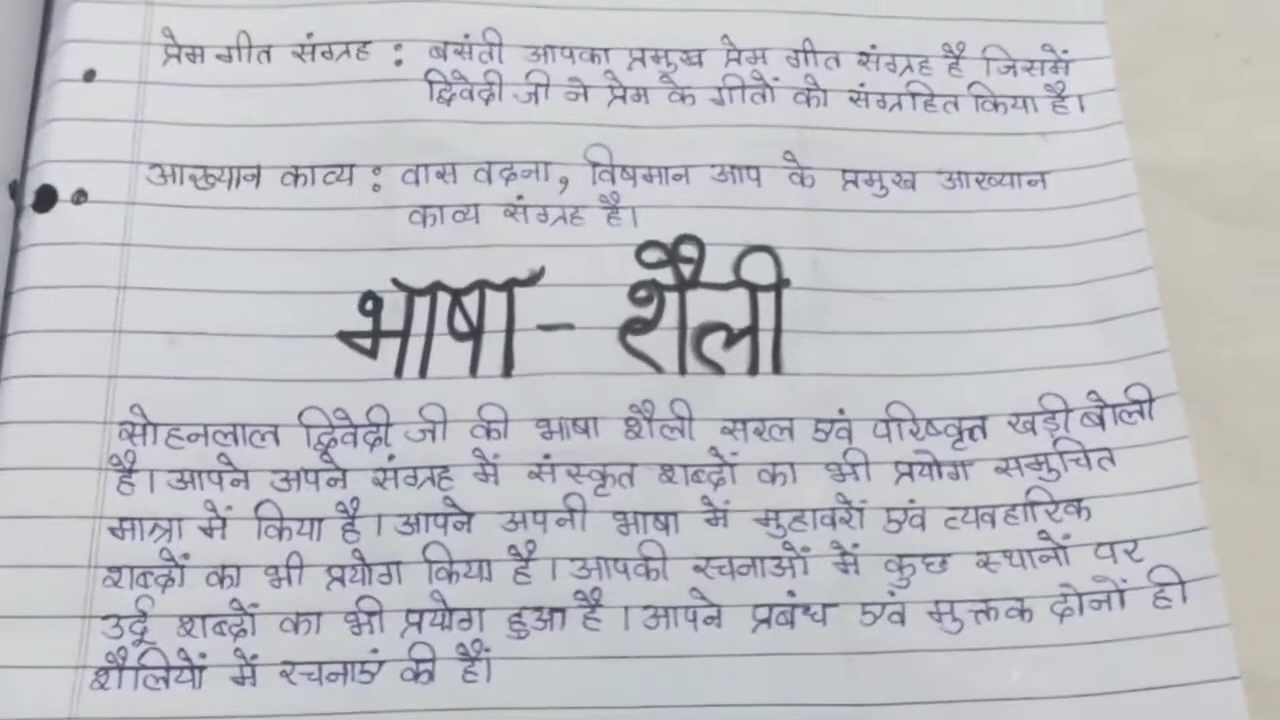 प्रेम गीत संग्रह : बसंती आपका प्रमुख प्रेम गीत संग्रह है जिसमें
द्विवेदी जी ने प्रेम के गीतों को संग्रहित किया है।
आख्यान काव्य : वास वदना, विषमान आप के प्रमुख आख्यान
काव्य संग्रह है।
भाषा - शैली
सोहनलाल द्विवेदी जी की भाषा शैली सरल एवं परिष्कृत खड़ी बोली
है। आपने अपने संग्रह में संस्कृत शब्दों का भी प्रयोग समुचित
मात्रा में किया है। आपने अपनी भाषा में मुहावरों एवं व्यवहारिक
शब्दों का भी प्रयोग किया है। आपकी रचनाओं में कुछ स्थानों पर
उर्दू शब्दों का भी प्रयोग हुआ है। आपने प्रबंध एवं मुक्तक दोनों ही
शैलियों में रचनाएं की हैं।